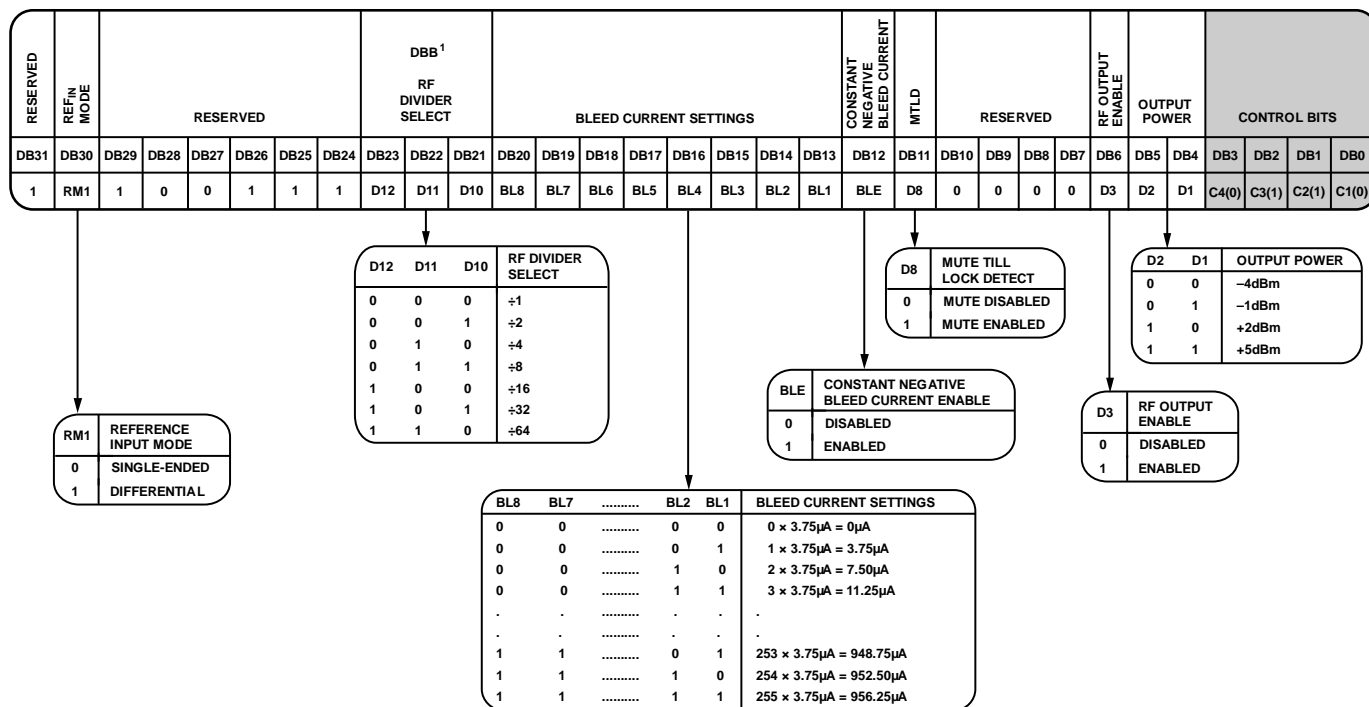 RESERVED
REFIN MODE
RESERVED
DBB1
RF DIVIDER SELECT
BLEED CURRENT SETTINGS
CONSTANT NEGATIVE BLEED CURRENT
MTLD
RESERVED
RF OUTPUT ENABLE
OUTPUT POWER
CONTROL BITS
DB31 DB30 DB29 DB28 DB27 DB26 DB25 DB24 DB23 DB22 DB21 DB20 DB19 DB18 DB17 DB16 DB15 DB14 DB13 DB12 DB11 DB10 DB9 DB8 DB7 DB6 DB5 DB4 DB3 DB2 DB1 DB0
1 RM1 1 0 0 1 1 1 D12 D11 D10 BL8 BL7 BL6 BL5 BL4 BL3 BL2 BL1 BLE D8 0 0 0 0 D3 D2 D1 C4(0) C3(1) C2(1) C1(0)
RM1 REFERENCE INPUT MODE
0 SINGLE-ENDED
1 DIFFERENTIAL
D12 D11 D10 RF DIVIDER SELECT
0 0 0 ÷1
0 0 1 ÷2
0 1 0 ÷4
0 1 1 ÷8
1 0 0 ÷16
1 0 1 ÷32
1 1 0 ÷64
BL8 BL7 .......... BL2 BL1 BLEED CURRENT SETTINGS
0 0 .......... 0 0 0 × 3.75µA = 0µA
0 0 .......... 0 1 1 × 3.75µA = 3.75µA
0 0 .......... 1 0 2 × 3.75µA = 7.50µA
0 0 .......... 1 1 3 × 3.75µA = 11.25µA
. . .......... . . .
. . .......... . . .
1 1 .......... 0 1 253 × 3.75µA = 948.75µA
1 1 .......... 1 0 254 × 3.75µA = 952.50µA
1 1 .......... 1 1 255 × 3.75µA = 956.25µA
BLE CONSTANT NEGATIVE BLEED CURRENT ENABLE
0 DISABLED
1 ENABLED
D8 MUTE TILL LOCK DETECT
0 MUTE DISABLED
1 MUTE ENABLED
D3 RF OUTPUT ENABLE
0 DISABLED
1 ENABLED
D2 D1 OUTPUT POWER
0 0 –4dBm
0 1 –1dBm
1 0 +2dBm
1 1 +5dBm